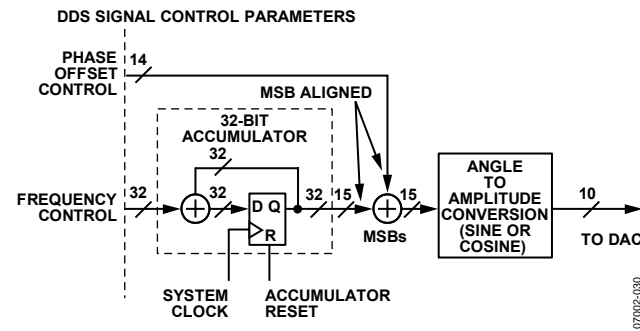 DDS SIGNAL CONTROL PARAMETERS
PHASE
OFFSET
CONTROL
14
MSB ALIGNED
32-BIT
ACCUMULATOR
32
FREQUENCY
CONTROL
32
32
D Q
R
32
15
15
MSBs
ANGLE
TO
AMPLITUDE
CONVERSION
(SINE OR
COSINE)
10
TO DAC
SYSTEM
CLOCK
ACCUMULATOR
RESET
07002-030